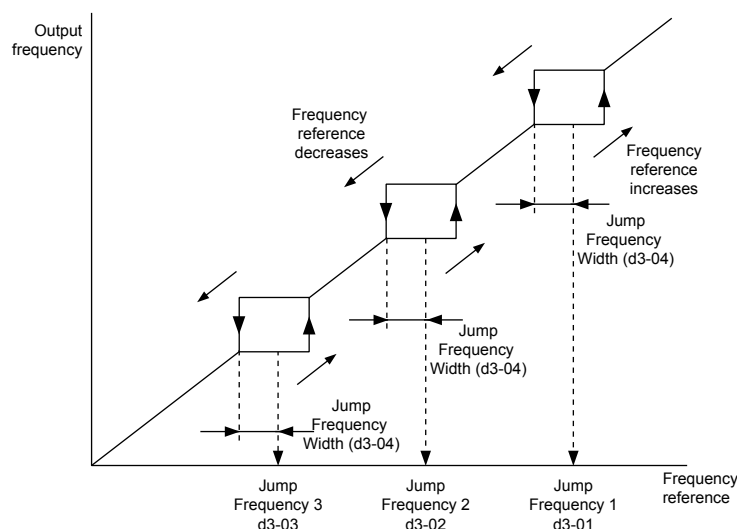 Output
frequency
Frequency
reference
decreases
Frequency
reference
increases
Jump
Frequency
Width (d3-04)
Jump
Frequency
Width (d3-04)
Jump
Frequency
Width (d3-04)
Jump
Frequency 3
d3-03
Jump
Frequency 2
d3-02
Jump
Frequency 1
d3-01
Frequency
reference